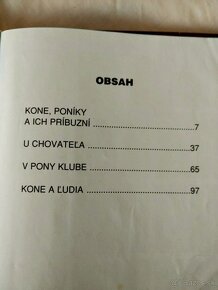 OBSAH
KONE, PONÍKY
A ICH PRÍBUZNÍ ........ 7
U CHOVATEĽA ........ 37
V PONY KLUBE ........ 65
KONE A ĽUDIA ........ 97